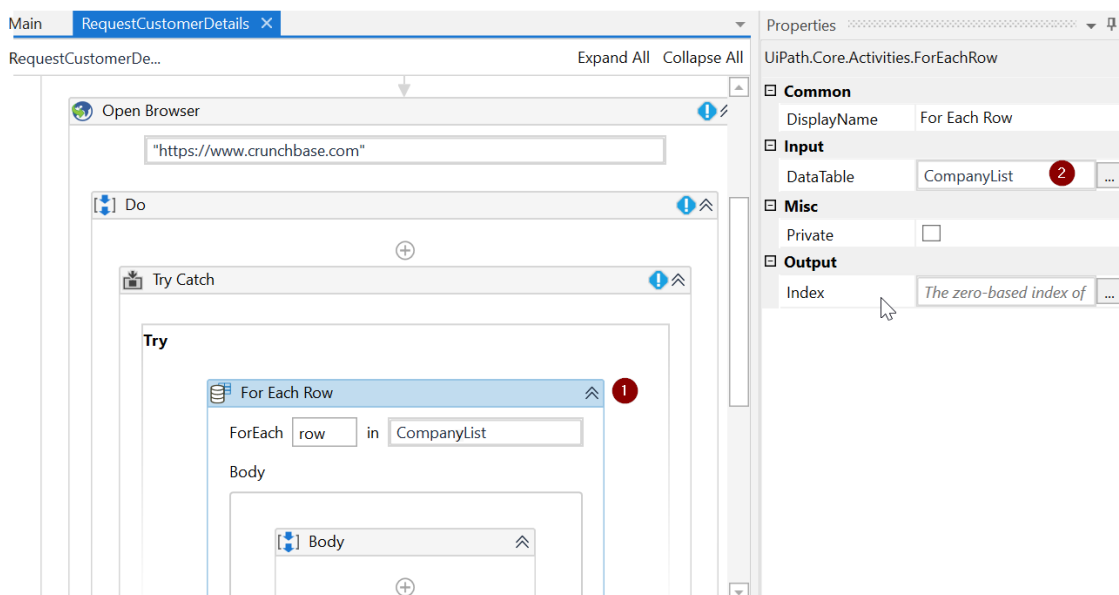 Main
RequestCustomerDetails
RequestCustomerDe...
Expand All Collapse All
Open Browser
"https://www.crunchbase.com"
Do
Try Catch
Try
For Each Row
1
ForEach row in CompanyList
Body
Body
Properties
UiPath.Core.Activities.ForEachRow
Common
DisplayName For Each Row
Input
DataTable CompanyList 2 ...
Misc
Private
Output
Index The zero-based index of ...